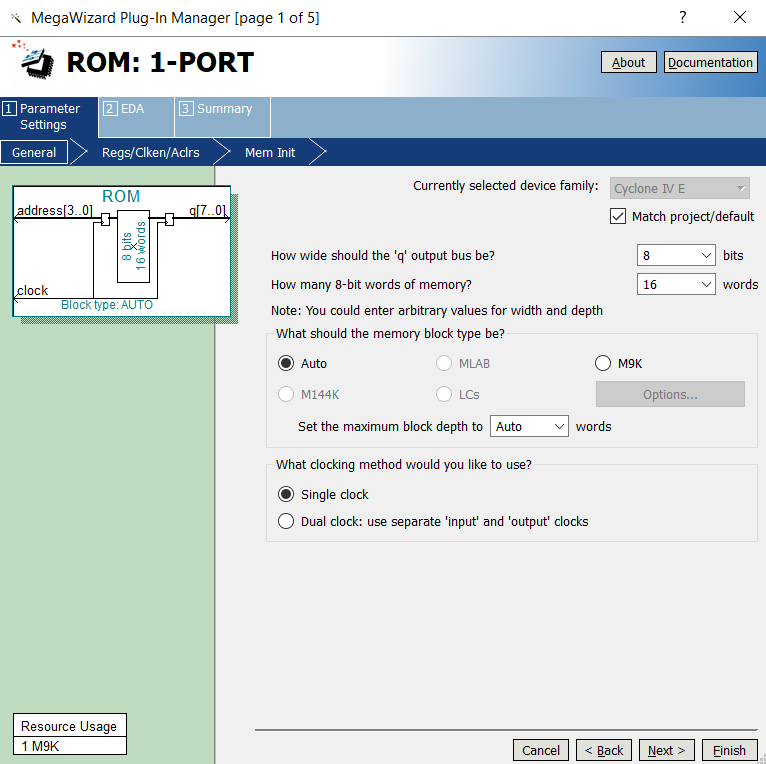 MegaWizard Plug-In Manager [page 1 of 5]
?
ROM: 1-PORT
About
Documentation
1 Parameter Settings
2 EDA
3 Summary
General
Regs/Clken/Aclrs
Mem Init
ROM
address[3..0]
q[7..0]
8 bits
16 words
clock
Block type: AUTO
Currently selected device family:
Cyclone IV E
Match project/default
How wide should the 'q' output bus be?
8
bits
How many 8-bit words of memory?
16
words
Note: You could enter arbitrary values for width and depth
What should the memory block type be?
Auto
MLAB
M9K
M144K
LCs
Options...
Set the maximum block depth to
Auto
words
What clocking method would you like to use?
Single clock
Dual clock: use separate 'input' and 'output' clocks
Resource Usage
1 M9K
Cancel
< Back
Next >
Finish